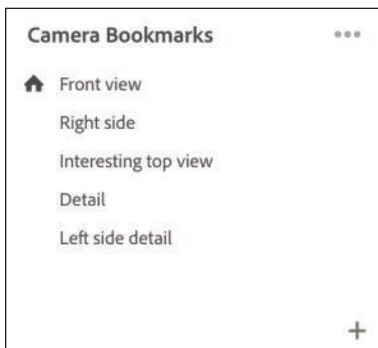 Camera Bookmarks
Front view
Right side
Interesting top view
Detail
Left side detail